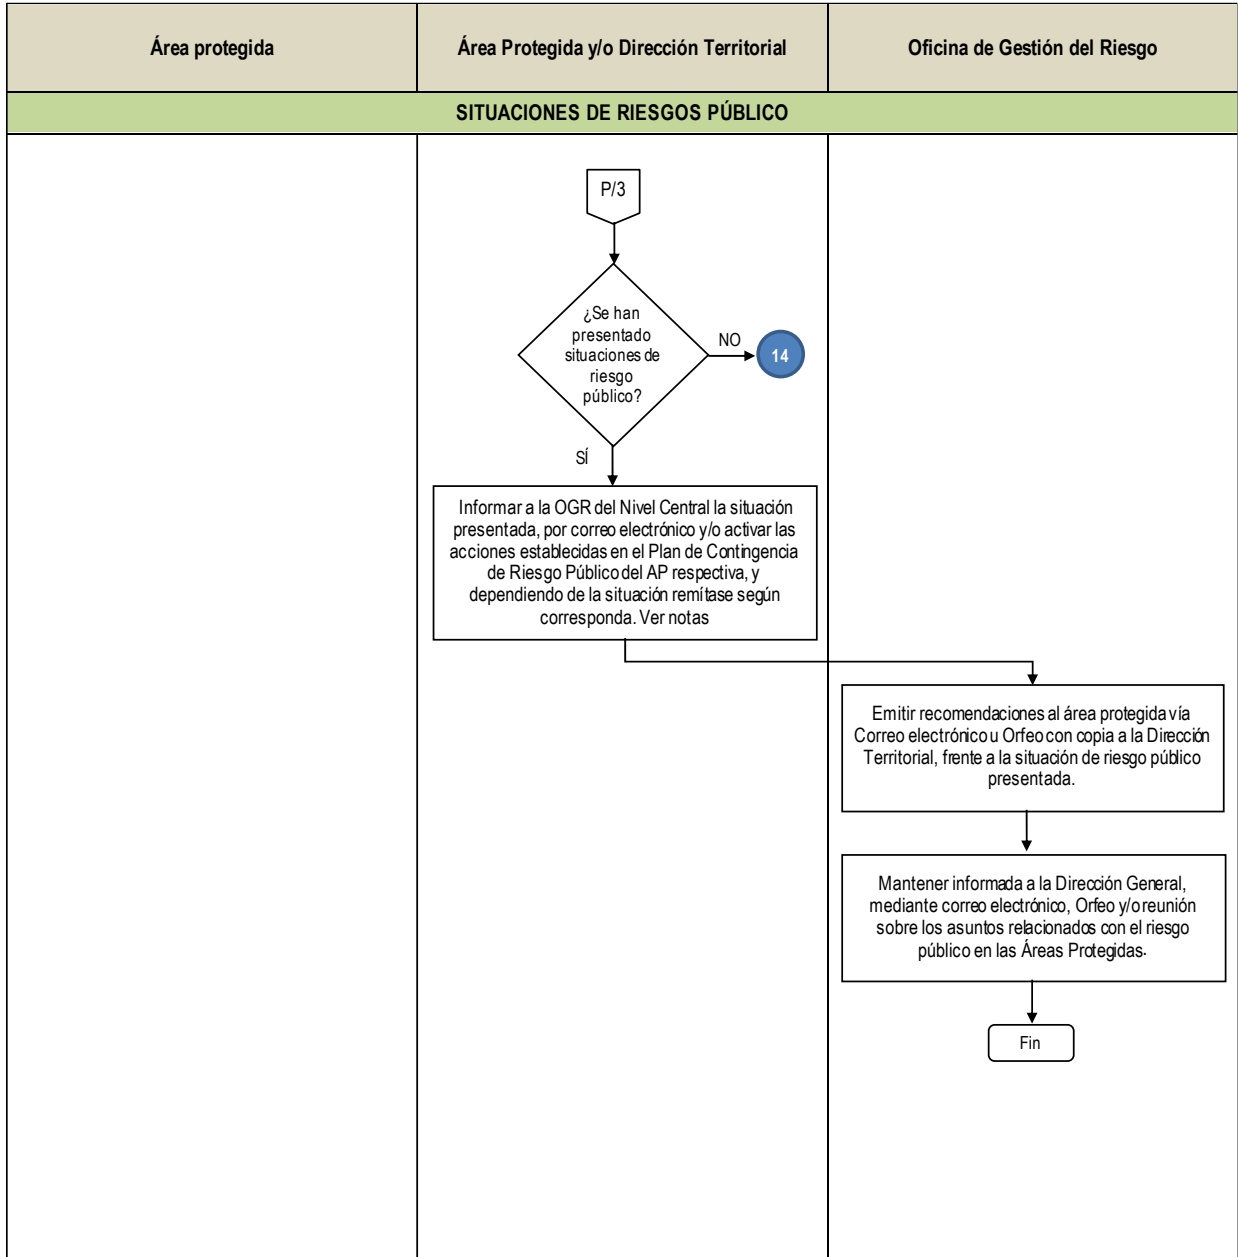 Área protegida
Área Protegida y/o Dirección Territorial
Oficina de Gestión del Riesgo
SITUACIONES DE RIESGOS PÚBLICO
P/3
¿Se han
presentado
situaciones de
riesgo
público?
NO
14
SÍ
Informar a la OGR del Nivel Central la situación
presentada, por correo electrónico y/o activar las
acciones establecidas en el Plan de Contingencia
de Riesgo Público del AP respectiva, y
dependiendo de la situación remítase según
corresponda. Ver notas
Emitir recomendaciones al área protegida vía
Correo electrónico u Orfeo con copia a la Dirección
Territorial, frente a la situación de riesgo público
presentada.
Mantener informada a la Dirección General,
mediante correo electrónico, Orfeo y/o reunión
sobre los asuntos relacionados con el riesgo
público en las Áreas Protegidas.
Fin